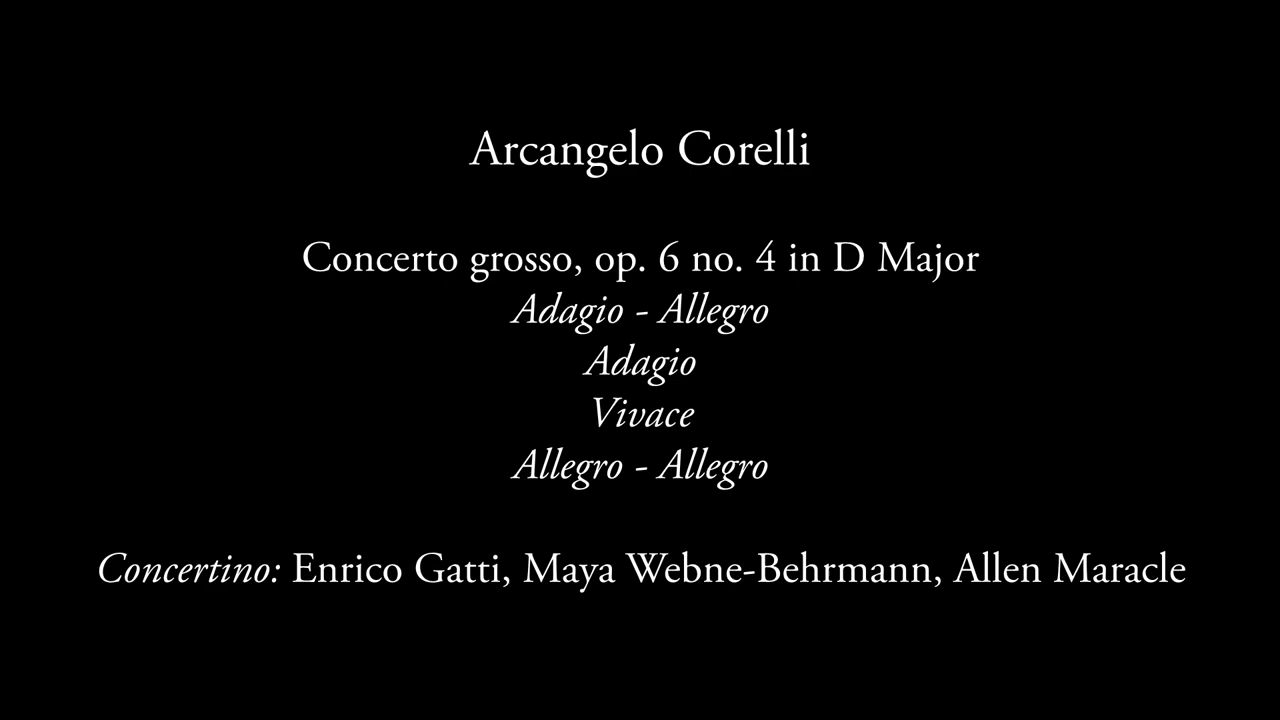 Arcangelo Corelli
Concerto grosso, op. 6 no. 4 in D Major
Adagio - Allegro
Adagio
Vivace
Allegro - Allegro
Concertino: Enrico Gatti, Maya Webne-Behrmann, Allen Maracle